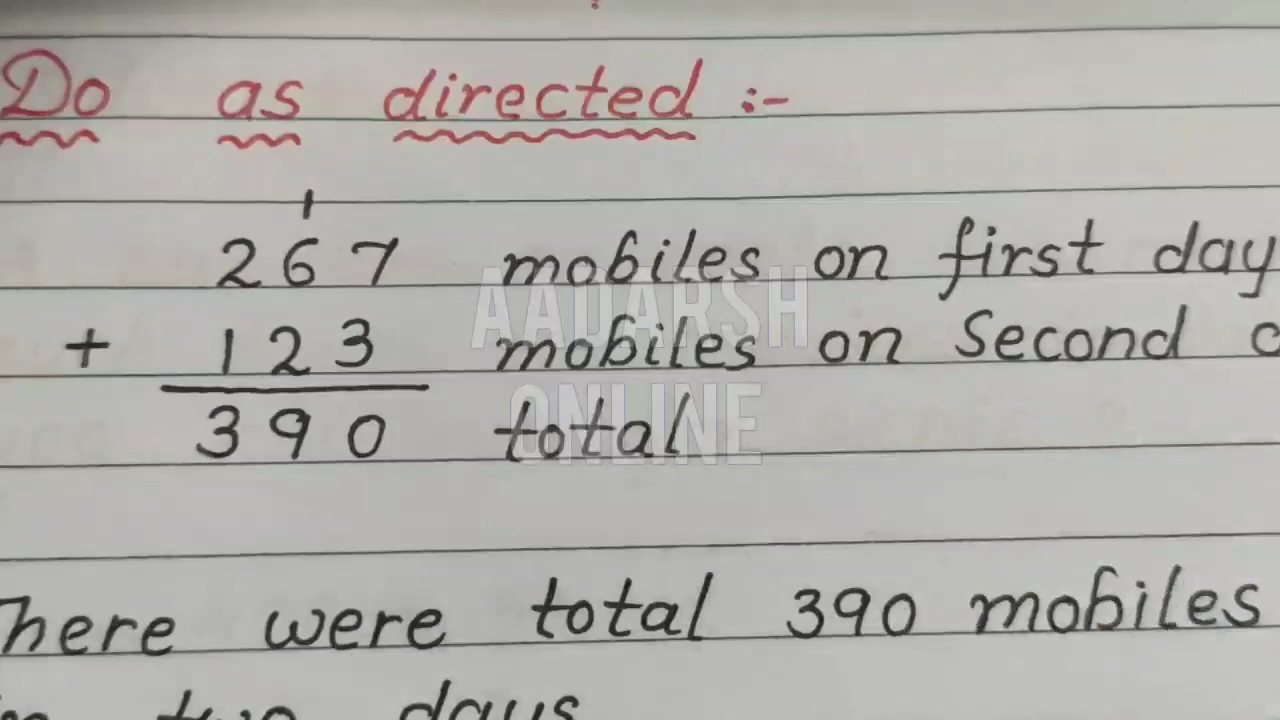 Do as directed :-
1
267 mobiles on first day
+ 123 mobiles on Second
390 total
AADARSH
ONLINE
There were total 390 mobiles
two days